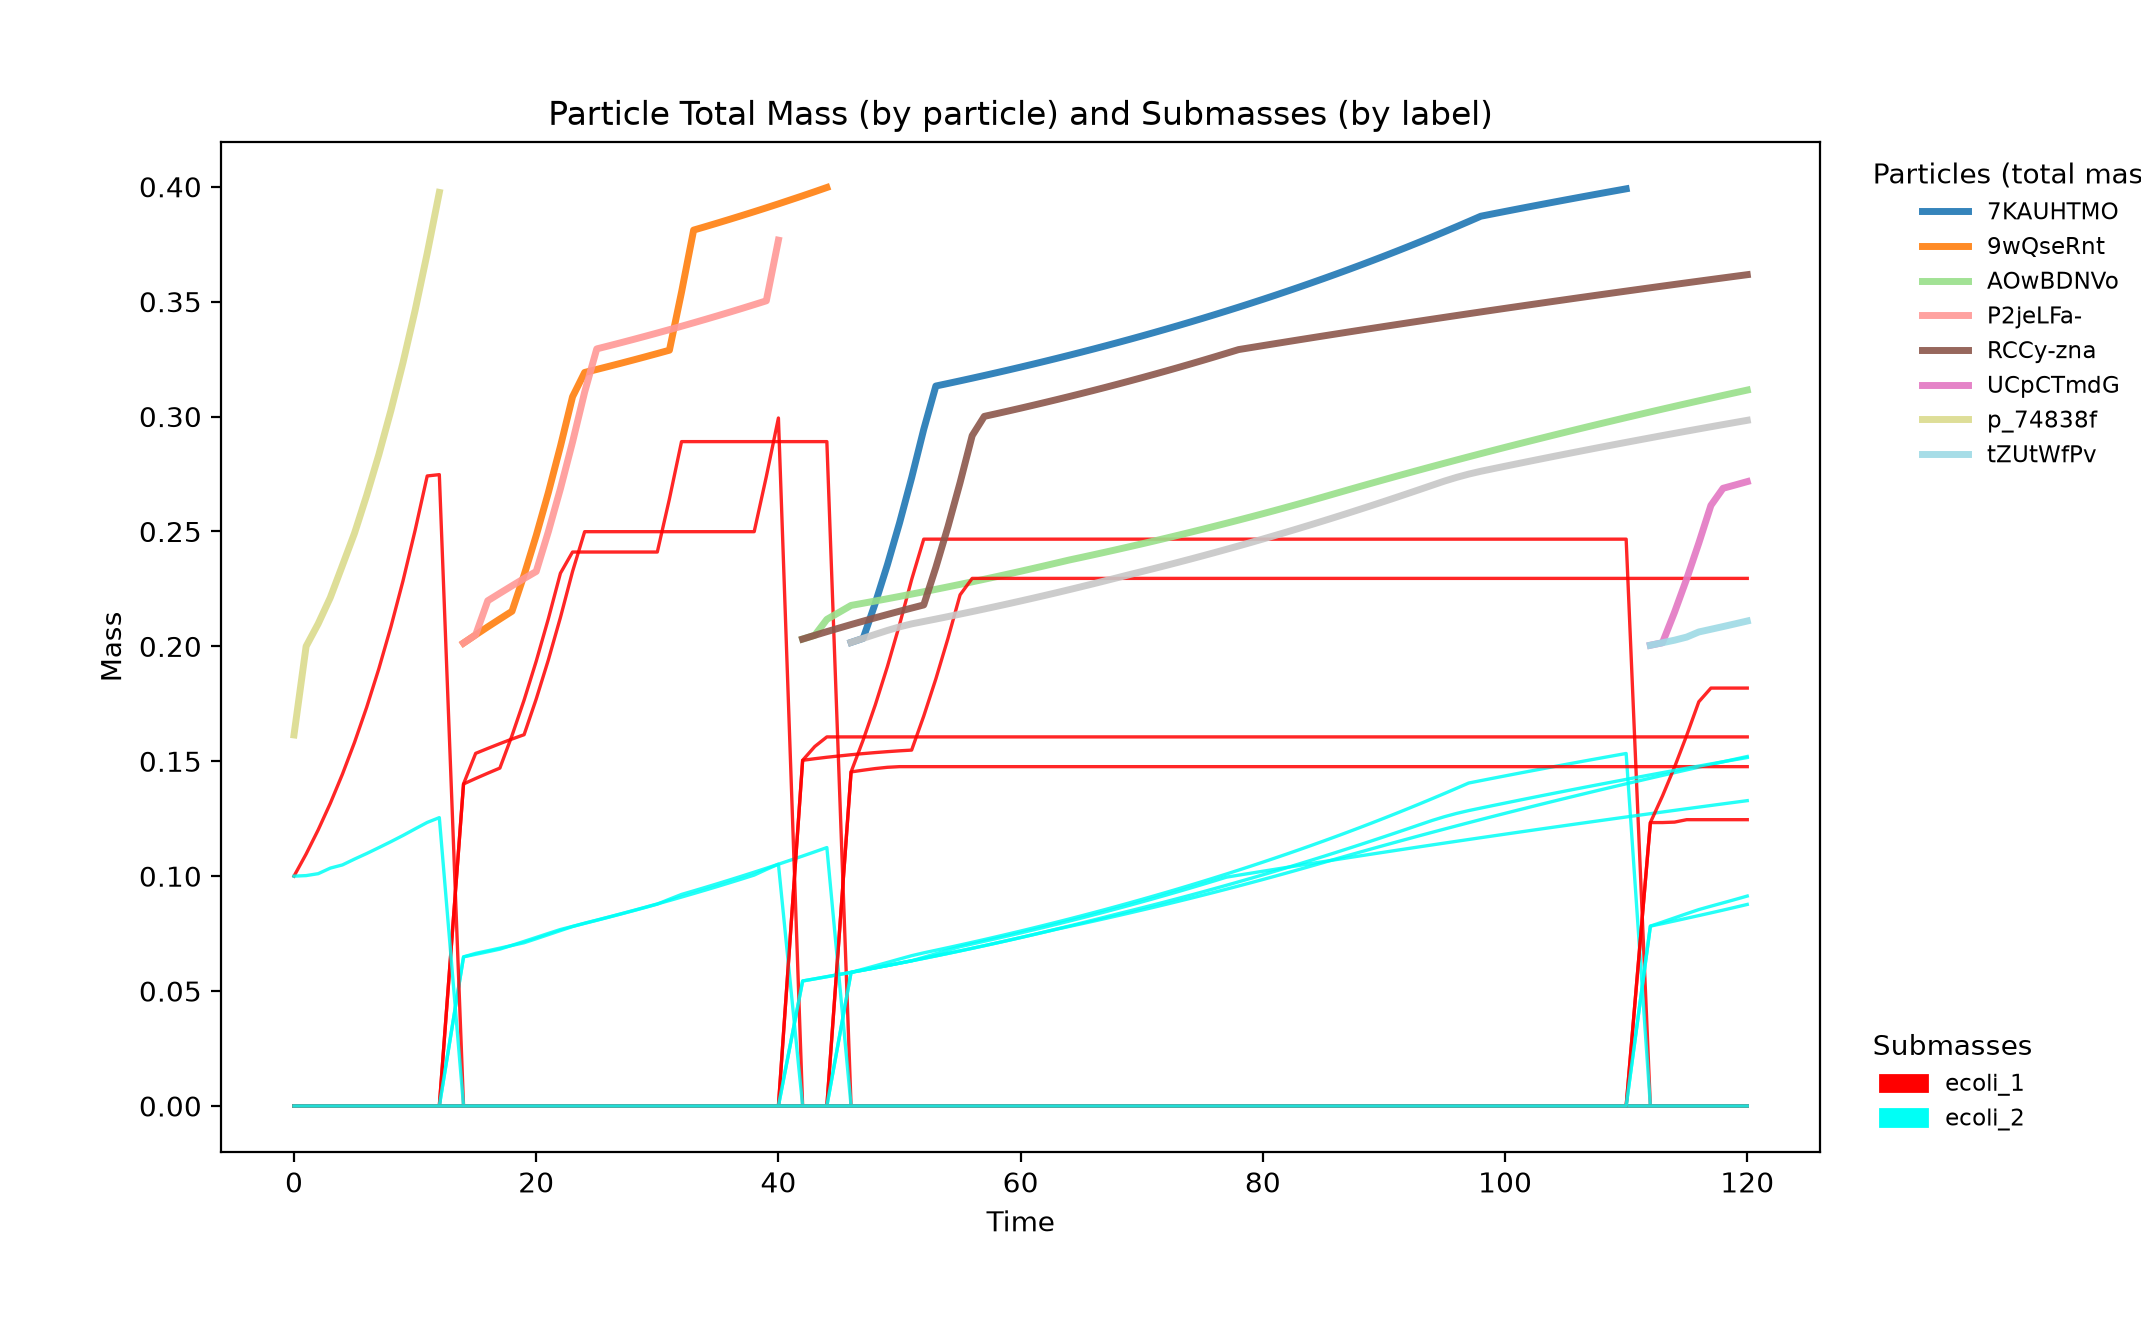 Particle Total Mass (by particle) and Submasses (by label)
Mass
0.40
0.35
0.30
0.25
0.20
0.15
0.10
0.05
0.00
0 20 40 60 80 100 120
Time
Particles (total mas
7KAUHTMO
9wQseRnt
AOwBDNVo
P2jeLFa-
RCCy-zna
UCpCTmdG
p_74838f
tZUtWfPv
Submasses
ecoli_1
ecoli_2